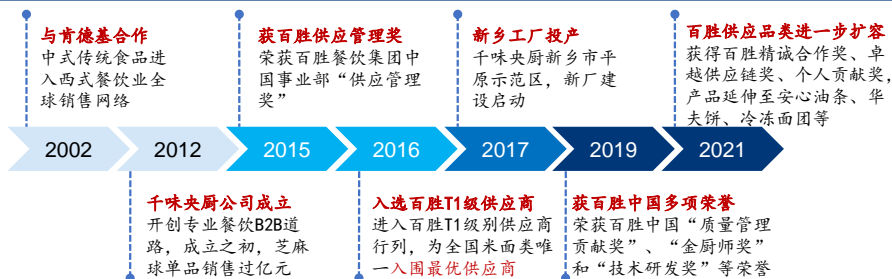 与肯德基合作
中式传统食品进
入西式餐饮业全
球销售网络
获百胜供应管理奖
荣获百胜餐饮集团中
国事业部“供应管理
奖”
新乡工厂投产
千味央厨新乡市平
原示范区，新厂建
设启动
百胜供应品类进一步扩容
获得百胜精诚合作奖、卓
越供应链奖、个人贡献奖，
产品延伸至安心油条、华
夫饼、冷冻面团等
2002
2012
2015
2016
2017
2019
2021
千味央厨公司成立
开创专业餐饮B2B道
路，成立之初，芝麻
球单品销售过亿元
入选百胜T1级供应商
进入百胜T1级别供应商
行列，为全国米面类唯
一入围最优供应商
获百胜中国多项荣誉
荣获百胜中国“质量管理
贡献奖”、“金厨师奖”
和“技术研发奖”等荣誉